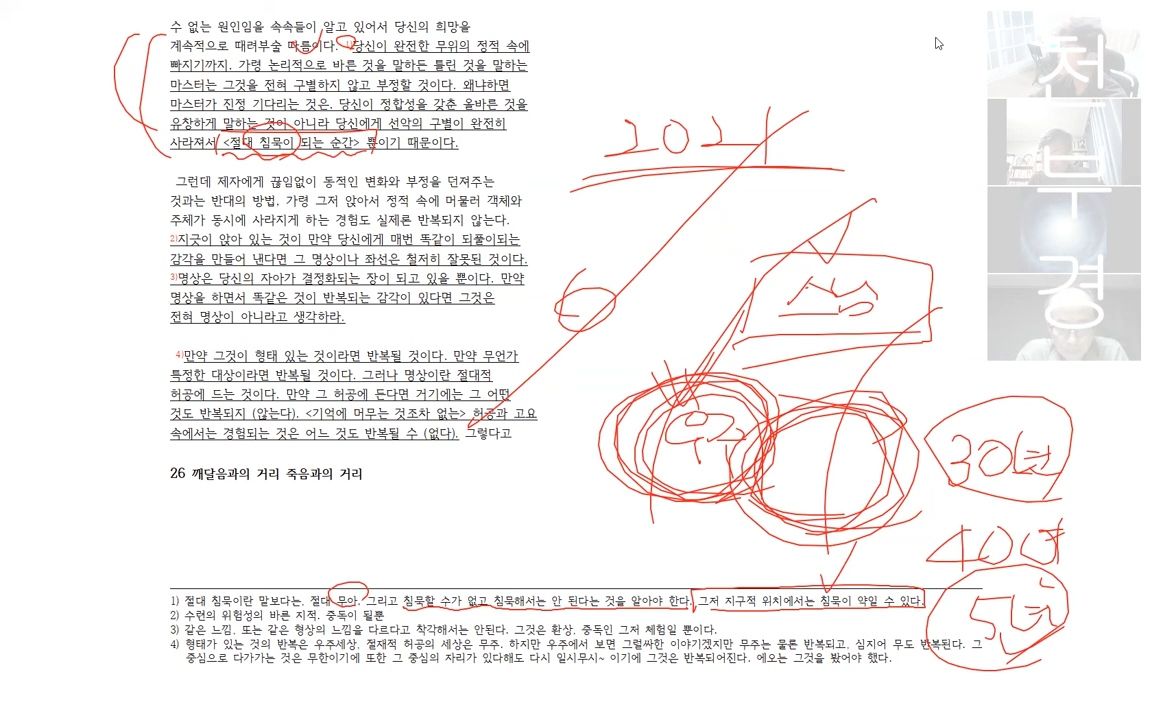 수 없는 원인임을 속속들이 알고 있어서 당신의 희망을
계속적으로 때려부술 따름이다. 1)당신이 완전한 무위의 정적 속에
빠지기까지. 가령 논리적으로 바른 것을 말하든 틀린 것을 말하는
마스터는 그것을 전혀 구별하지 않고 부정할 것이다. 왜냐하면
마스터가 진정 기다리는 것은, 당신이 정합성을 갖춘 올바른 것을
유창하게 말하는 것이 아니라 당신에게 선악의 구별이 완전히
사라져서 <절대 침묵이 되는 순간> 뿐이기 때문이다.
그런데 제자에게 끊임없이 동적인 변화와 부정을 던져주는
것과는 반대의 방법, 가령 그저 앉아서 정적 속에 머물러 객체와
주체가 동시에 사라지게 하는 경험도 실제론 반복되지 않는다.
2)지긋이 앉아 있는 것이 만약 당신에게 매번 똑같이 되풀이되는
감각을 만들어 낸다면 그 명상이나 좌선은 철저히 잘못된 것이다.
3)명상은 당신의 자아가 결정화되는 장이 되고 있을 뿐이다. 만약
명상을 하면서 똑같은 것이 반복되는 감각이 있다면 그것은
전혀 명상이 아니라고 생각하라.
4)만약 그것이 형태 있는 것이라면 반복될 것이다. 만약 무언가
특정한 대상이라면 반복될 것이다. 그러나 명상이란 절대적
허공에 드는 것이다. 만약 그 허공에 든다면 거기에는 그 어떤
것도 반복되지 (않는다). <기억에 머무는 것조차 없는> 허공과 고요
속에서는 경험되는 것은 어느 것도 반복될 수 (없다). 그렇다고
26 깨달음과의 거리 죽음과의 거리
1) 절대 침묵이란 말보다는, 절대 무아, 그리고 침묵할 수가 없고 침묵해서는 안 된다는 것을 알아야 한다. 그저 지구적 위치에서는 침묵이 약일 수 있다.
2) 수련의 위험성의 바른 지적, 중독이 될뿐
3) 같은 느낌, 또는 같은 형상의 느낌을 다르다고 착각해서는 안된다. 그것은 환상, 중독인 그저 체험일 뿐이다.
4) 형태가 있는 것의 반복은 우주세상, 절재적 허공의 세상은 무주, 하지만 우주에서 보면 그럴싸한 이야기겠지만 무주는 물론 반복되고, 심지어 무도 반복된다. 그
중심으로 다가가는 것은 무한이기에 또한 그 중심의 자리가 있다해도 다시 일시무시~ 이기에 그것은 반복되어진다. 에오는 그것을 봤어야 했다.
삼
우주
30년
40여
5년
천
부
경